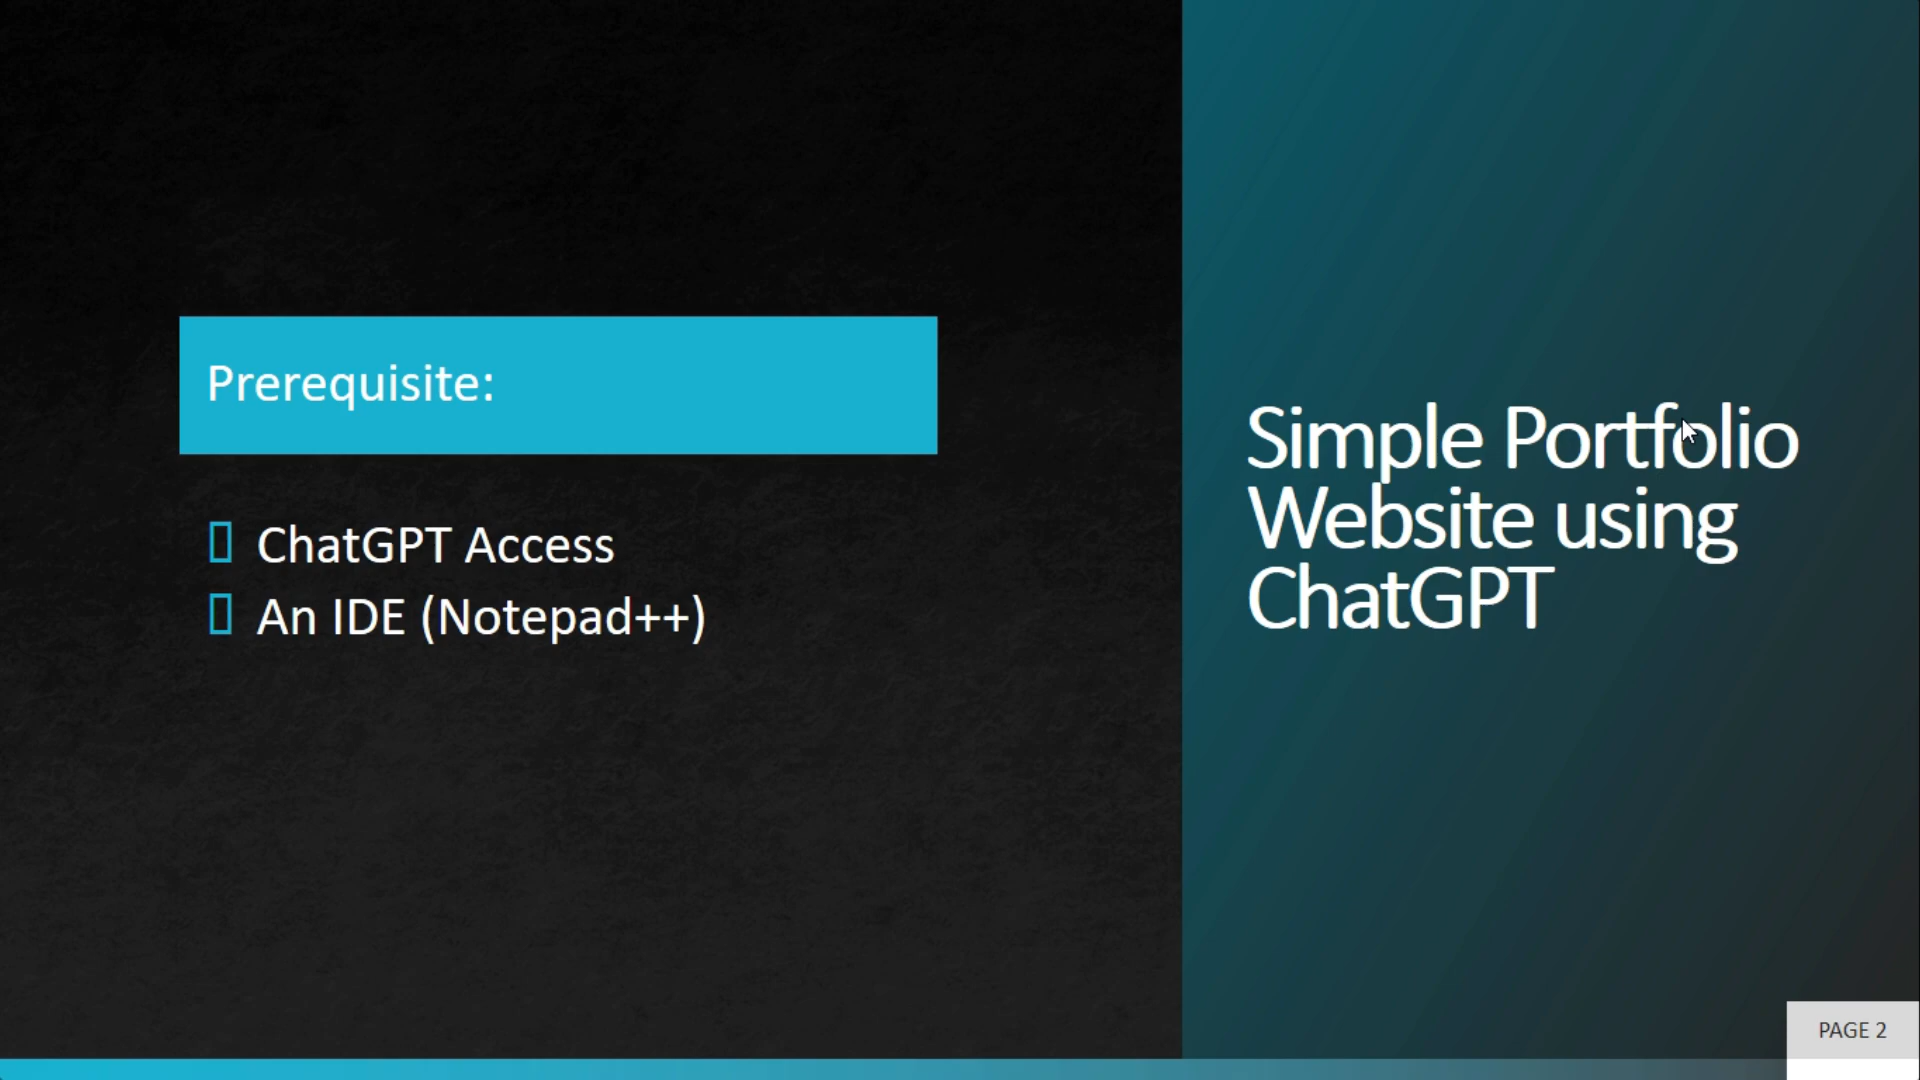 Prerequisite:
ChatGPT Access
An IDE (Notepad++)
Simple Portfolio
Website using
ChatGPT
PAGE 2